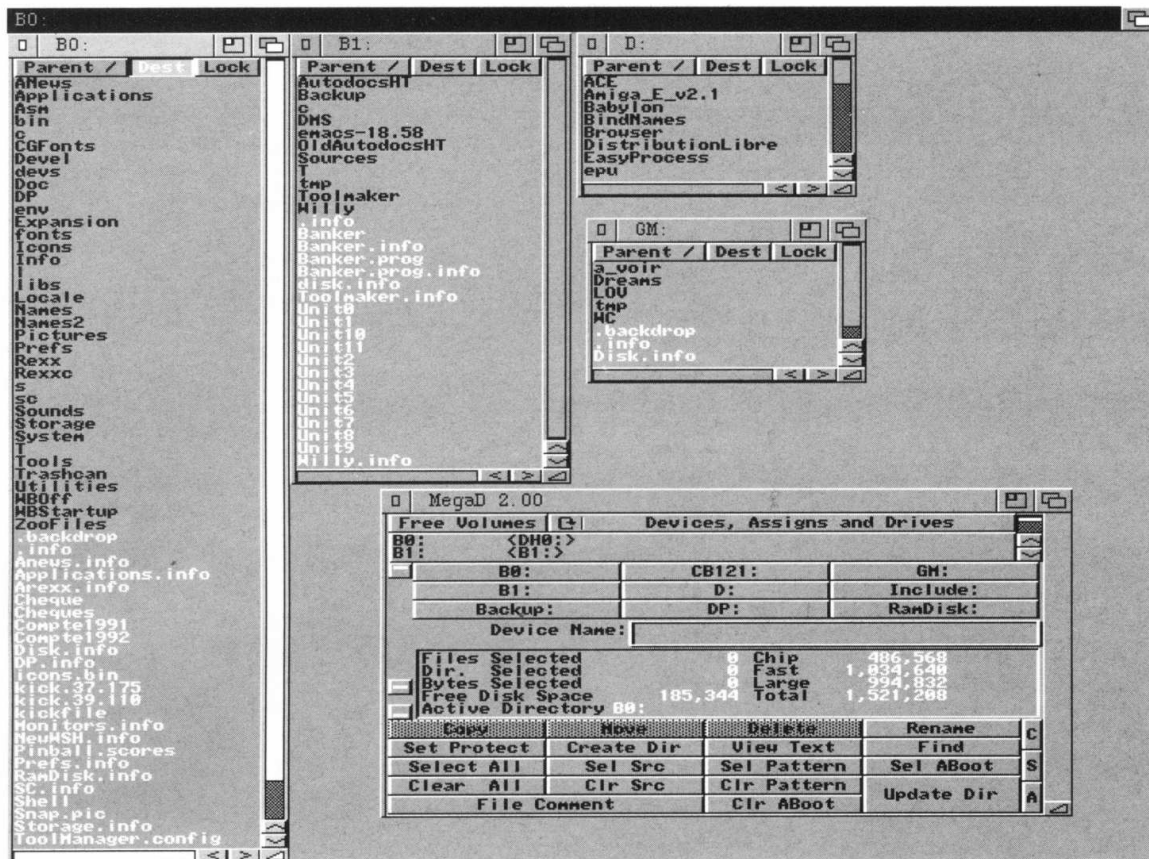 B0:
B0:
Parent / Dest Lock
ANews
Applications
Asm
bin
c
CGFonts
Devel
devs
Doc
DP
env
Expansion
fonts
Icons
Info
l
libs
Locale
Names
Names2
Pictures
Prefs
Rexx
Rexxc
s
sc
Sounds
Storage
System
T
Tools
Trashcan
Utilities
WBOff
WBStartup
ZooFiles
.backdrop
.info
Anews.info
Applications.info
Arexx.info
Cheque
Cheques
Compte1991
Compte1992
Disk.info
DP.info
icons.bin
kick.37.175
kick.39.110
kickfile
Monitors.info
NewMSH.info
Pinball.scores
Prefs.info
RamDisk.info
SC.info
Shell
Snap.pic
Storage.info
ToolManager.config
B1:
Parent / Dest Lock
AutodocsHT
Backup
c
DMS
emacs-18.58
OldAutodocsHT
Sources
T
tmp
Toolmaker
Willy
.info
Banker
Banker.info
Banker.prog
Banker.prog.info
disk.info
Toolmaker.info
Unit0
Unit1
Unit10
Unit11
Unit2
Unit3
Unit4
Unit5
Unit6
Unit7
Unit8
Unit9
Willy.info
D:
Parent / Dest Lock
ACE
Amiga_E_v2.1
Babylon
BindNames
Browser
DistributionLibre
EasyProcess
epu
GM:
Parent / Dest Lock
a_voir
Dreams
LOV
tmp
WC
.backdrop
.info
Disk.info
MegaD 2.00
Free Volumes Devices, Assigns and Drives
B0: <DH0:>
B1: <B1:>
B0: CB121: GM:
B1: D: Include:
Backup: DP: RamDisk:
Device Name:
Files Selected 0 Chip 486,568
Dir. Selected 0 Fast 1,034,640
Bytes Selected 0 Large 994,832
Free Disk Space 185,344 Total 1,521,208
Active Directory B0:
Copy Move Delete Rename C
Set Protect Create Dir View Text Find
Select All Sel Src Sel Pattern Sel ABoot S
Clear All Clr Src Clr Pattern Update Dir A
File Comment Clr ABoot